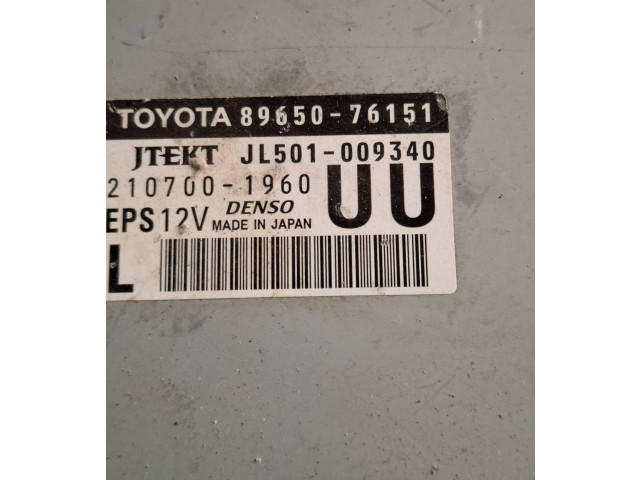 TOYOTA 89650-76151
JTEKT JL501-009340
210700-1960 UU
EPS12V DENSO
MADE IN JAPAN
L